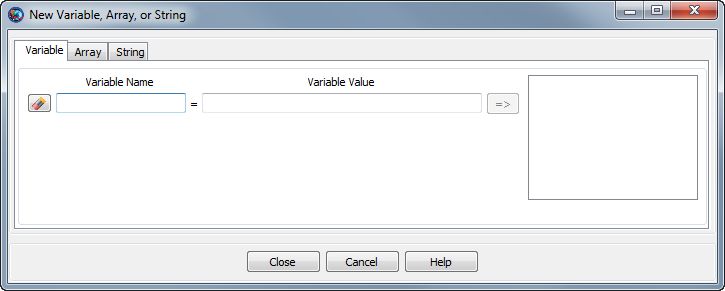 New Variable, Array, or String
Variable Array String
Variable Name Variable Value
= =>
Close Cancel Help